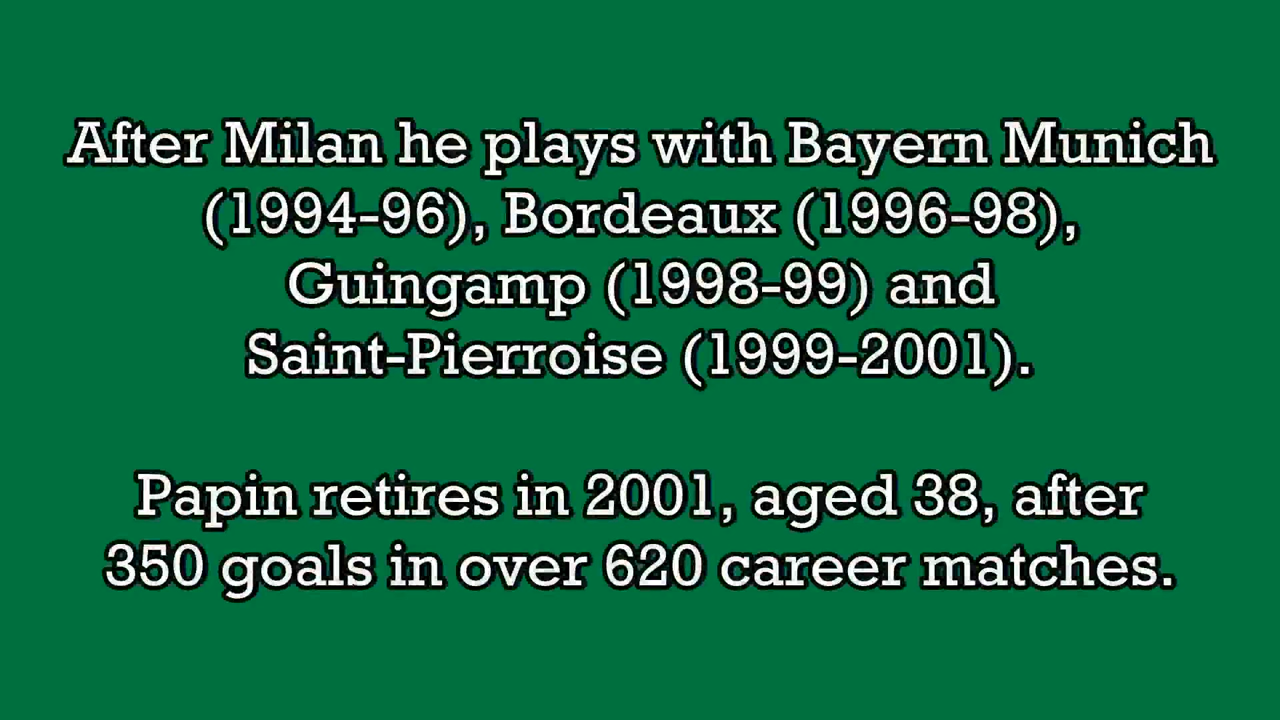 After Milan he plays with Bayern Munich
(1994-96), Bordeaux (1996-98),
Guingamp (1998-99) and
Saint-Pierroise (1999-2001).
Papin retires in 2001, aged 38, after
350 goals in over 620 career matches.